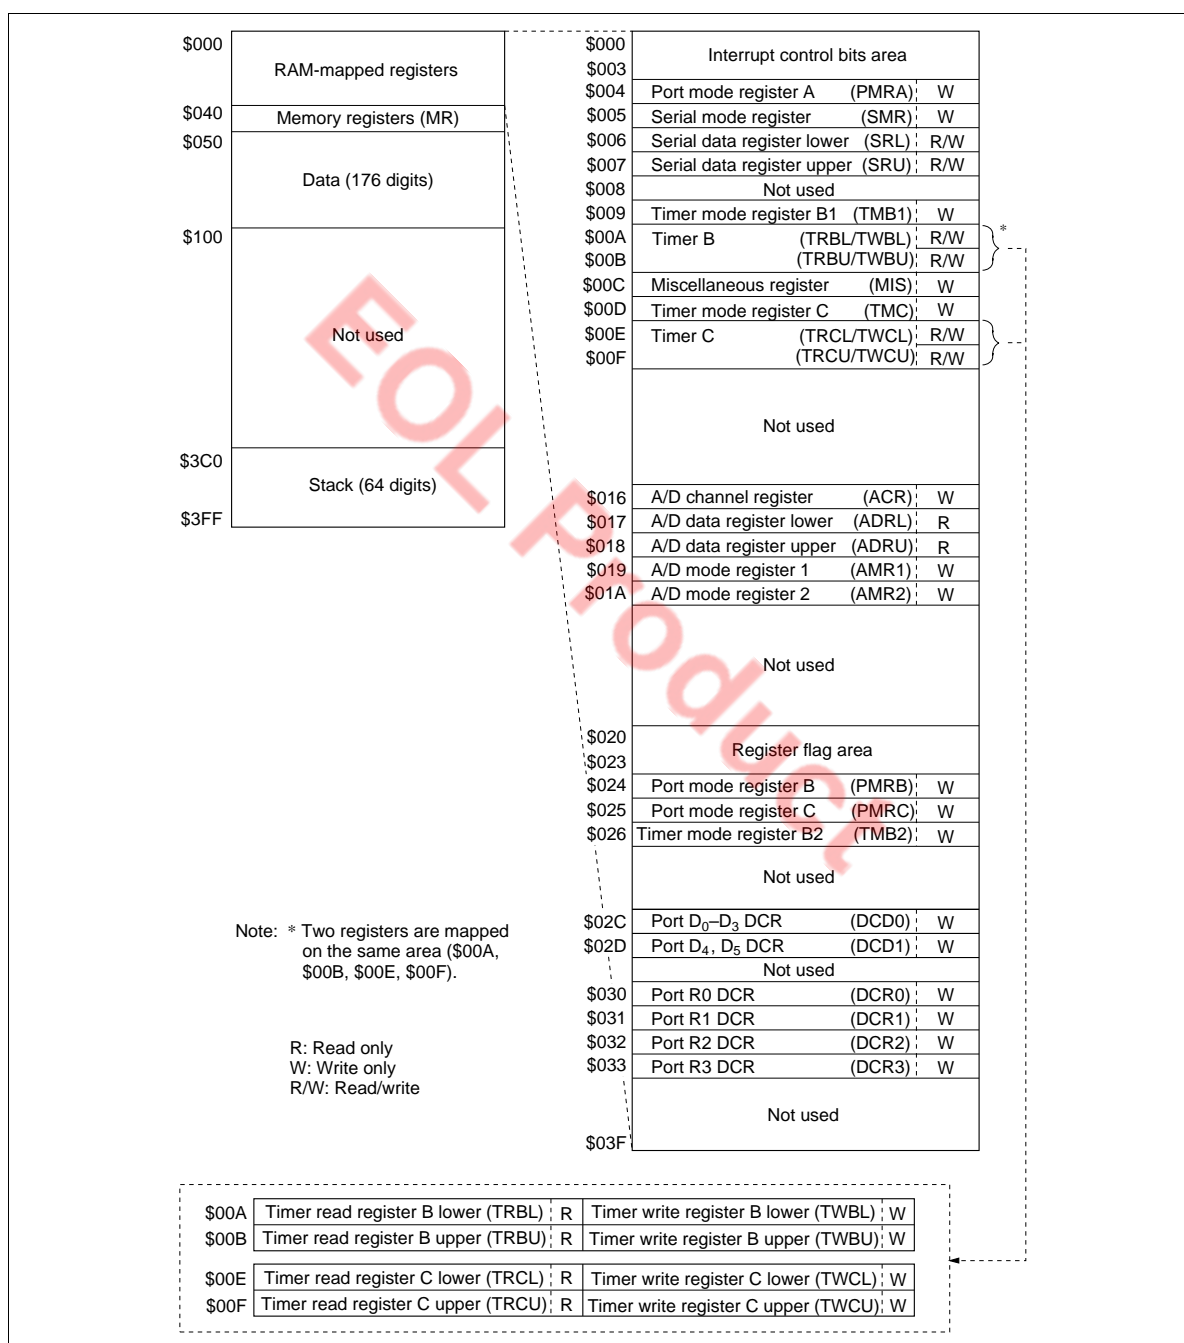 $000
RAM-mapped registers
$040
Memory registers (MR)
$050
Data (176 digits)
$100
Not used
$3C0
Stack (64 digits)
$3FF
$000
Interrupt control bits area
$003
$004 Port mode register A (PMRA) W
$005 Serial mode register (SMR) W
$006 Serial data register lower (SRL) R/W
$007 Serial data register upper (SRU) R/W
$008 Not used
$009 Timer mode register B1 (TMB1) W
$00A Timer B (TRBL/TWBL) R/W *
$00B (TRBU/TWBU) R/W
$00C Miscellaneous register (MIS) W
$00D Timer mode register C (TMC) W
$00E Timer C (TRCL/TWCL) R/W
$00F (TRCU/TWCU) R/W
Not used
$016 A/D channel register (ACR) W
$017 A/D data register lower (ADRL) R
$018 A/D data register upper (ADRU) R
$019 A/D mode register 1 (AMR1) W
$01A A/D mode register 2 (AMR2) W
Not used
$020
Register flag area
$023
$024 Port mode register B (PMRB) W
$025 Port mode register C (PMRC) W
$026 Timer mode register B2 (TMB2) W
Not used
$02C Port D0–D3 DCR (DCD0) W
$02D Port D4, D5 DCR (DCD1) W
Not used
$030 Port R0 DCR (DCR0) W
$031 Port R1 DCR (DCR1) W
$032 Port R2 DCR (DCR2) W
$033 Port R3 DCR (DCR3) W
Not used
$03F
EOL Product
Note: * Two registers are mapped
on the same area ($00A,
$00B, $00E, $00F).
R: Read only
W: Write only
R/W: Read/write
$00A Timer read register B lower (TRBL) R Timer write register B lower (TWBL) W
$00B Timer read register B upper (TRBU) R Timer write register B upper (TWBU) W
$00E Timer read register C lower (TRCL) R Timer write register C lower (TWCL) W
$00F Timer read register C upper (TRCU) R Timer write register C upper (TWCU) W